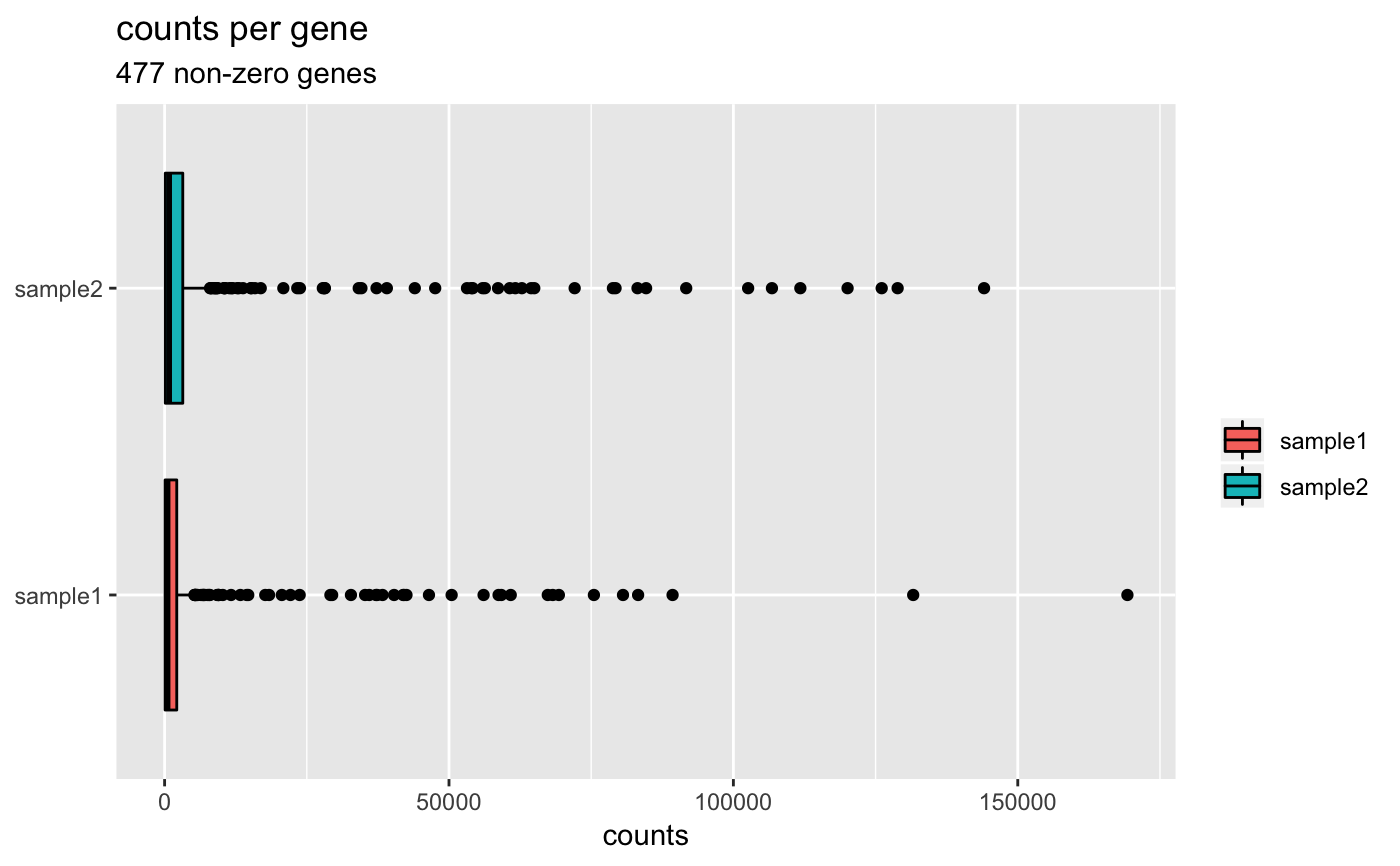 counts per gene
477 non-zero genes
sample2
sample1
sample1
sample2
0
50000
100000
150000
counts